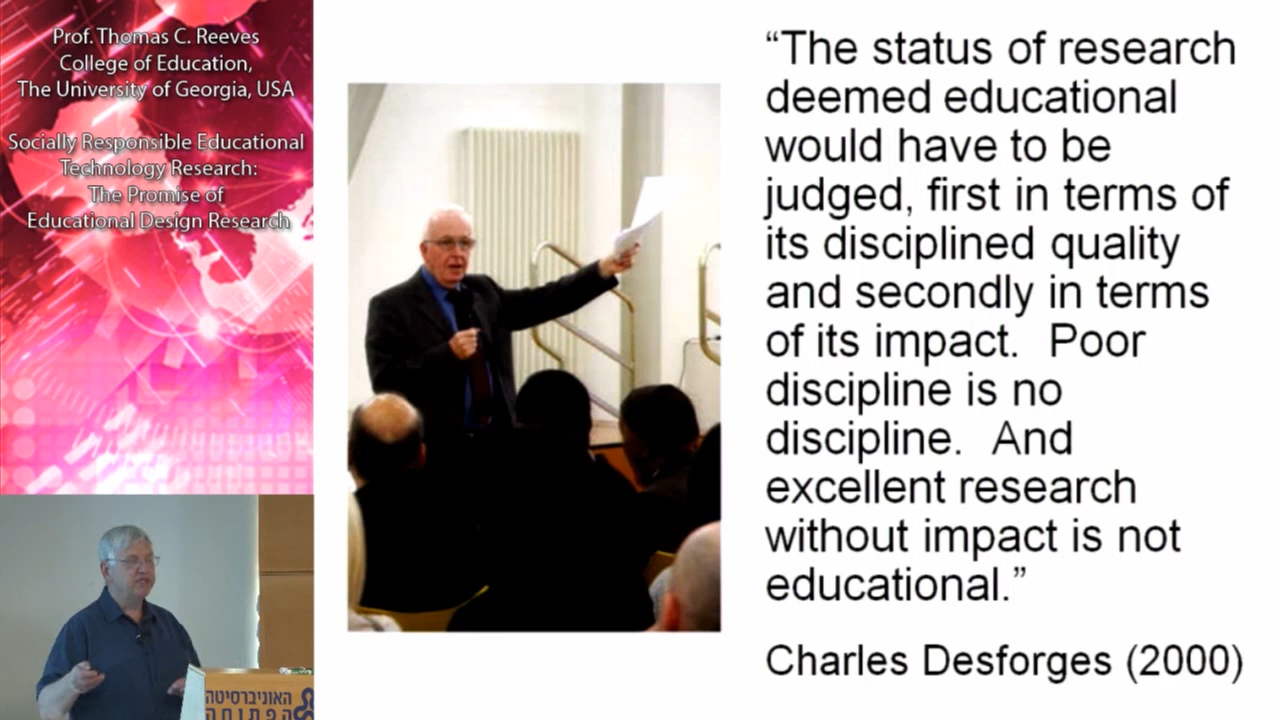 Prof. Thomas C. Reeves
College of Education,
The University of Georgia, USA
Socially Responsible Educational
Technology Research:
The Promise of
Educational Design Research
“The status of research
deemed educational
would have to be
judged, first in terms of
its disciplined quality
and secondly in terms
of its impact.  Poor
discipline is no
discipline.  And
excellent research
without impact is not
educational.”
Charles Desforges (2000)
האוניברסיטה
הפתוחה